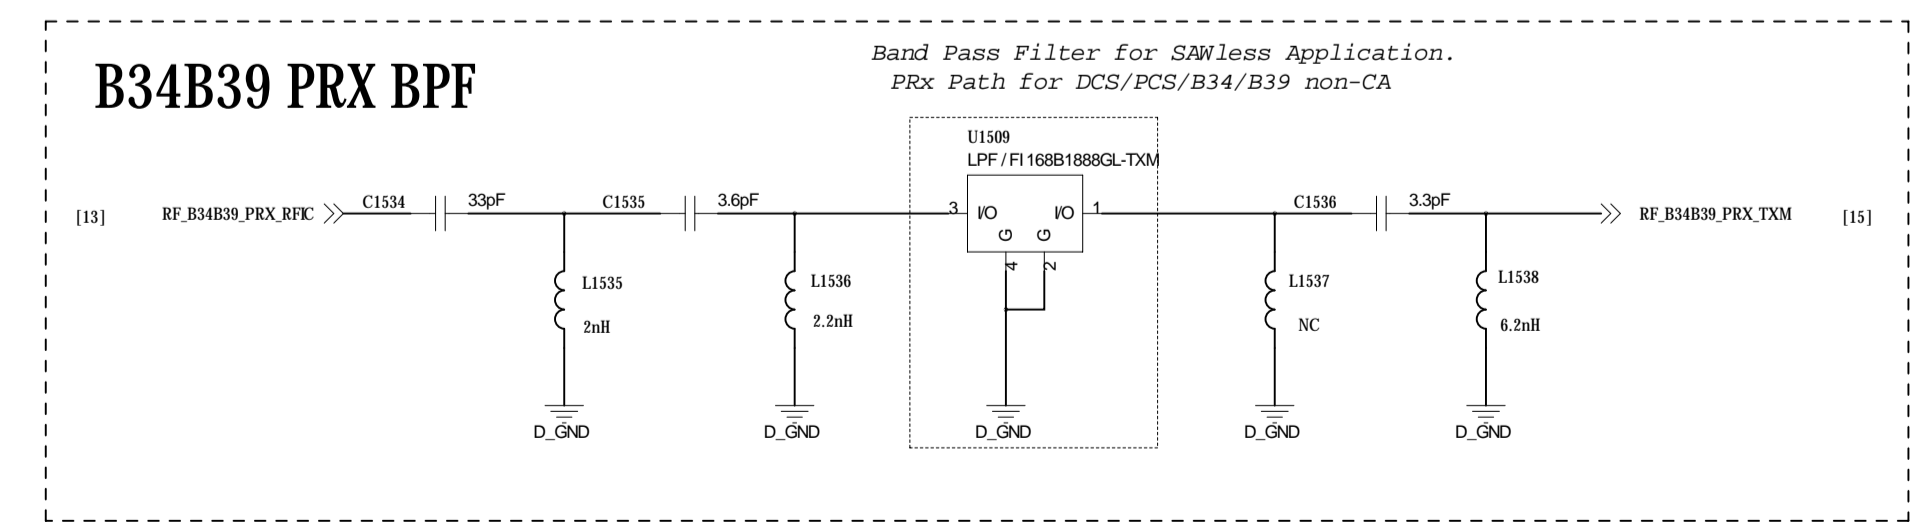 Band Pass Filter for SAWless Application.
B34B39 PRX BPF
PRx Path for DCS/PCS/B34/B39 non-CA
U1509
LPF / FI168B1888GL-TXM
[13]
RF_B34B39_PRX_RFIC
C1534
33pF
C1535
3.6pF
3
I/O
I/O
1
C1536
3.3pF
RF_B34B39_PRX_TXM
[15]
G
G
4
2
L1535
2nH
L1536
2.2nH
L1537
NC
L1538
6.2nH
D_GND
D_GND
D_GND
D_GND
D_GND